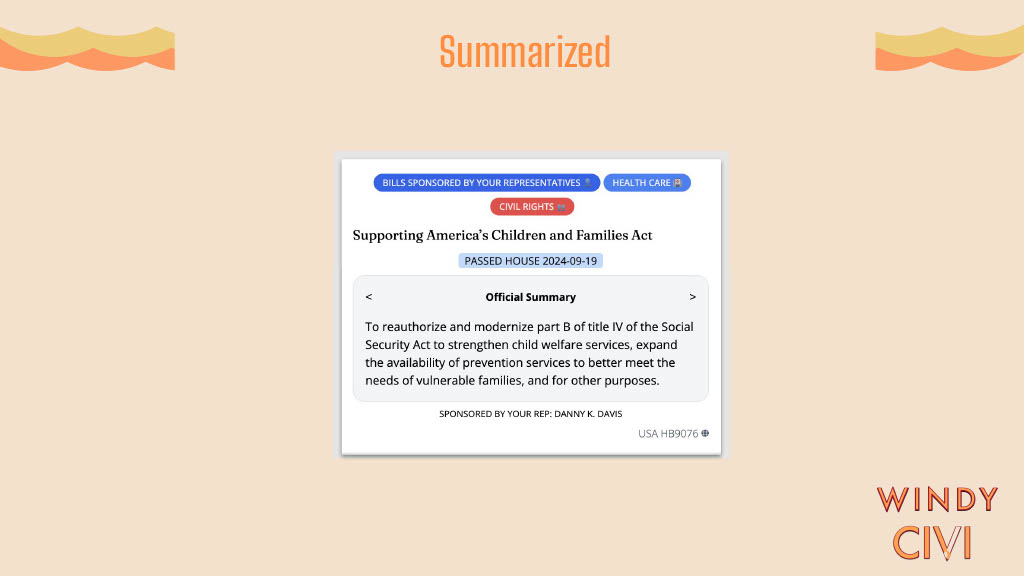 Summarized
BILLS SPONSORED BY YOUR REPRESENTATIVES
HEALTH CARE
CIVIL RIGHTS
Supporting America’s Children and Families Act
PASSED HOUSE 2024-09-19
< Official Summary >
To reauthorize and modernize part B of title IV of the Social
Security Act to strengthen child welfare services, expand
the availability of prevention services to better meet the
needs of vulnerable families, and for other purposes.
SPONSORED BY YOUR REP: DANNY K. DAVIS
USA HB9076
WINDY
CIVI